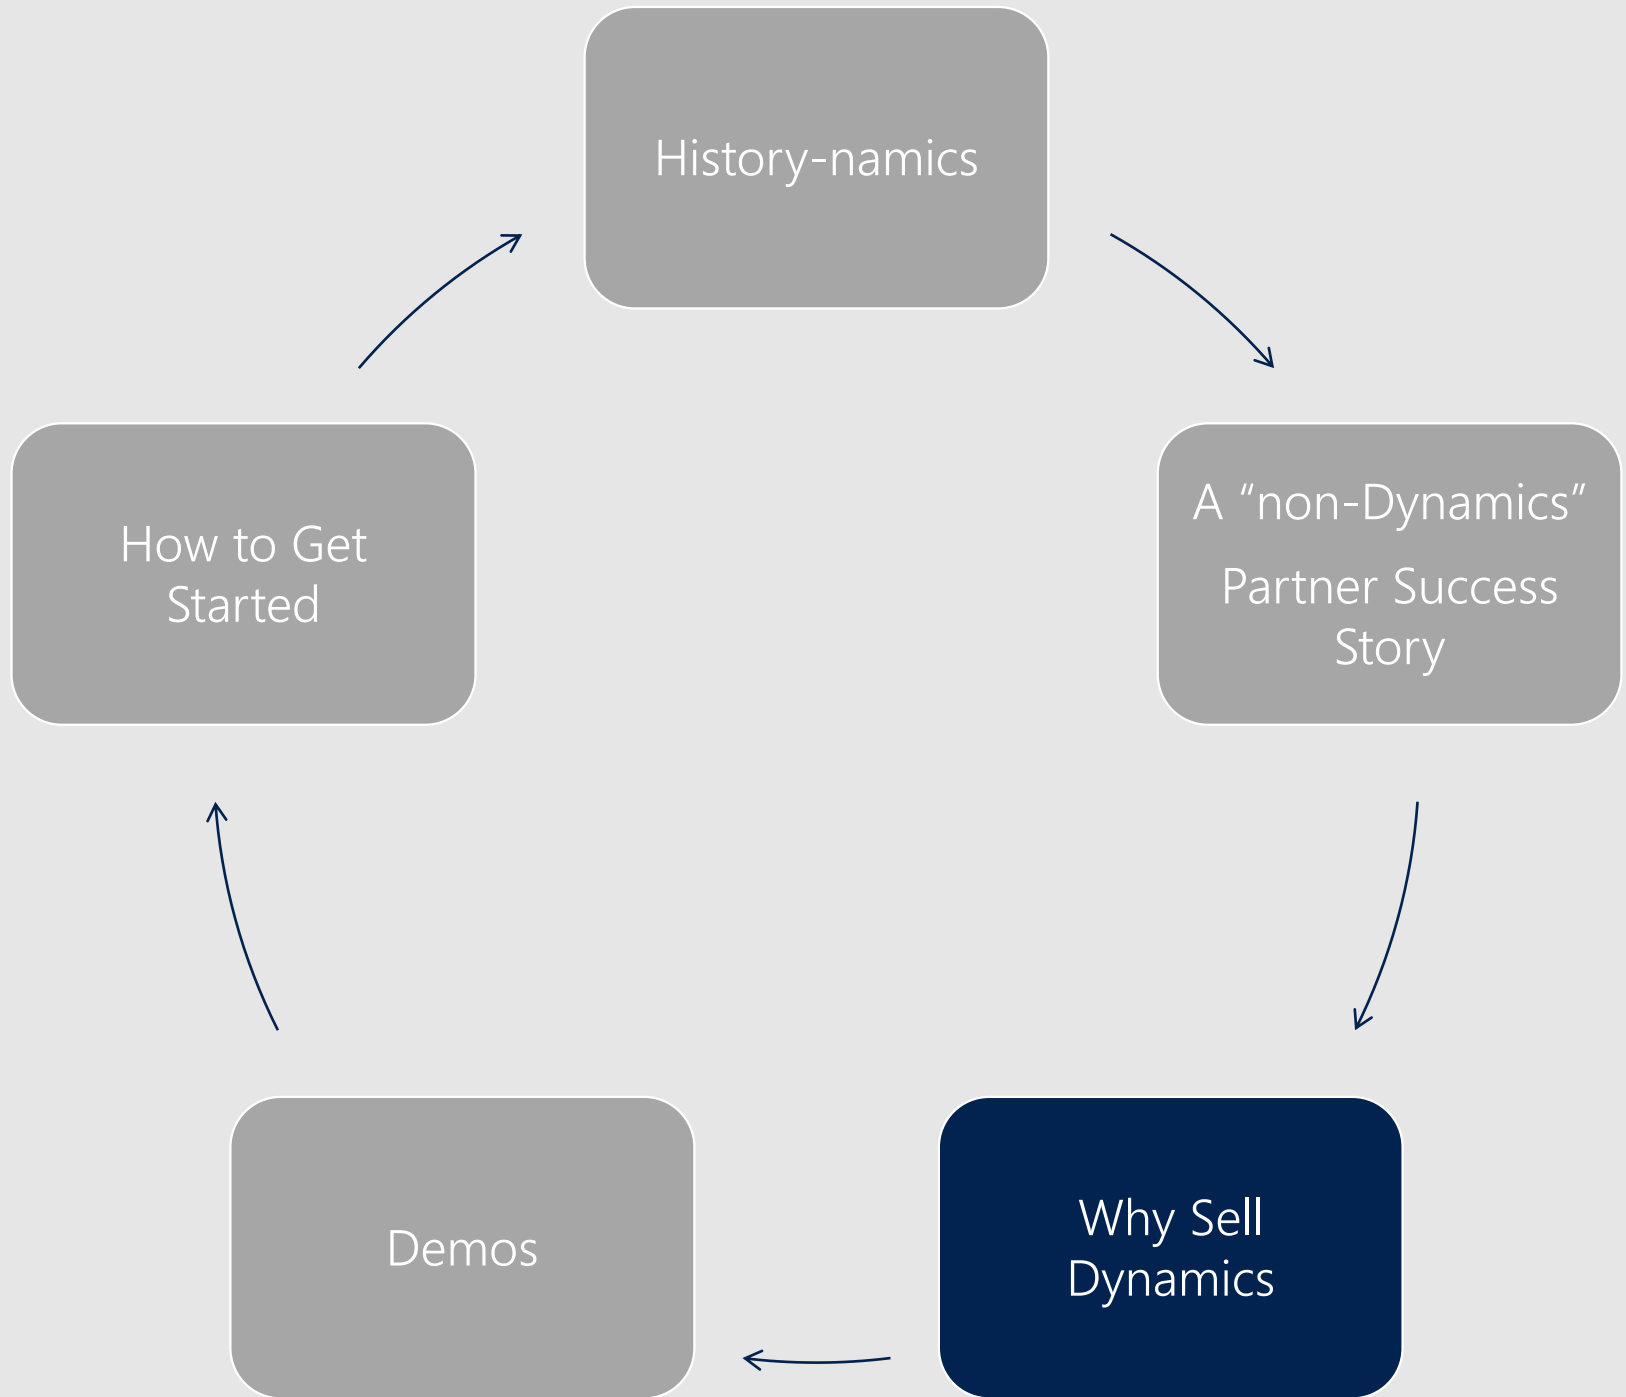 History-namics
A “non-Dynamics”
Partner Success
Story
Why Sell
Dynamics
Demos
How to Get
Started